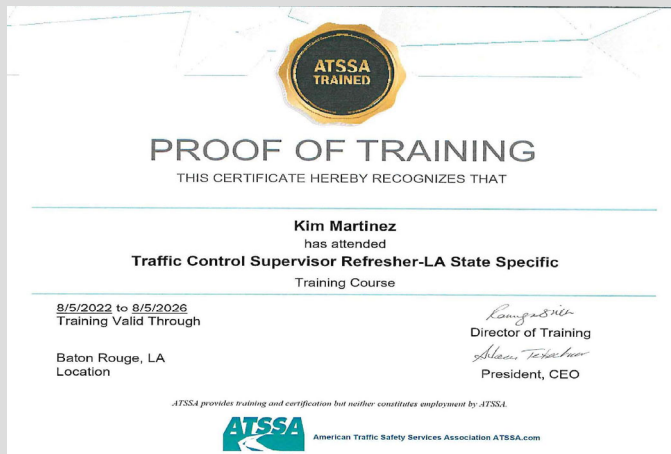 ATSSA
TRAINED
PROOF OF TRAINING
THIS CERTIFICATE HEREBY RECOGNIZES THAT
Kim Martinez
has attended
Traffic Control Supervisor Refresher-LA State Specific
Training Course
8/5/2022 to 8/5/2026
Training Valid Through
Director of Training
Baton Rouge, LA
Location
President, CEO
ATSSA provides training and certification but neither constitutes employment by ATSSA.
ATSSA
American Traffic Safety Services Association ATSSA.com